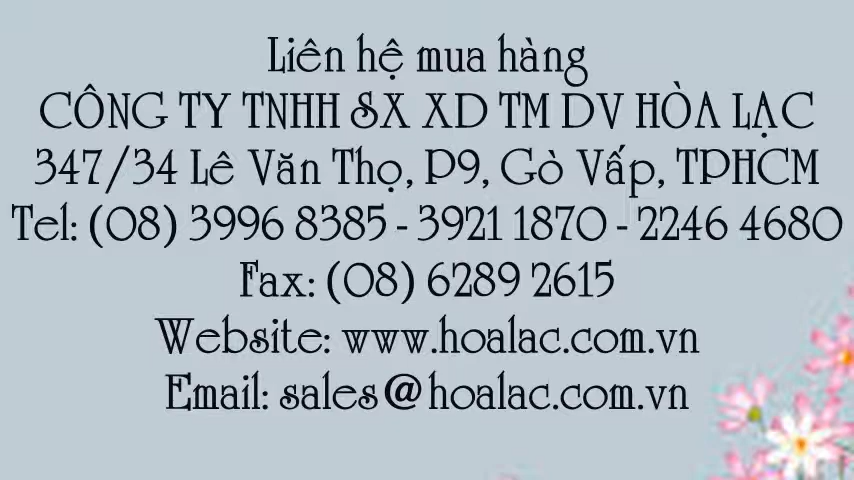 Liên hệ mua hàng
CÔNG TY TNHH SX XD TM DV HÒA LẠC
347/34 Lê Văn Thọ, P9, Gò Vấp, TPHCM
Tel: (08) 3996 8385 - 3921 1870 - 2246 4680
Fax: (08) 6289 2615
Website: www.hoalac.com.vn
Email: sales@hoalac.com.vn